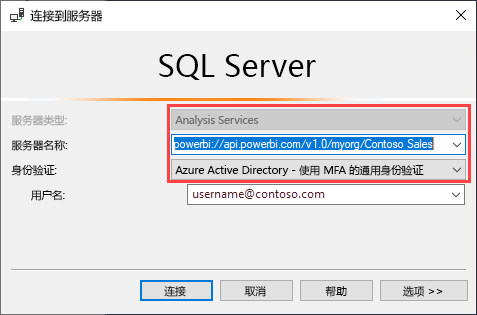 连接到服务器
SQL Server
服务器类型: Analysis Services
服务器名称: powerbi://api.powerbi.com/v1.0/myorg/Contoso Sales
身份验证: Azure Active Directory - 使用 MFA 的通用身份验证
用户名: username@contoso.com
连接 取消 帮助 选项 >>